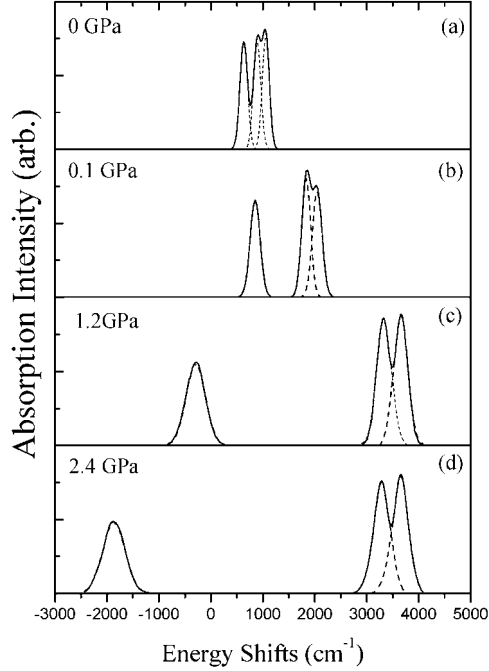 0 GPa
(a)
0.1 GPa
(b)
1.2GPa
(c)
2.4 GPa
(d)
Absorption Intensity (arb.)
-3000 -2000 -1000 0 1000 2000 3000 4000 5000
Energy Shifts (cm⁻¹)